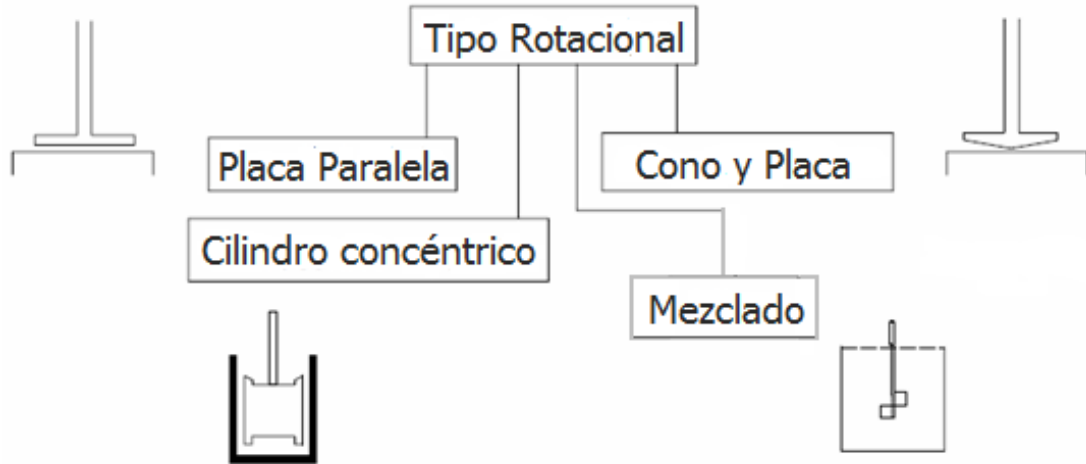 Tipo Rotacional
Placa Paralela
Cono y Placa
Cilindro concéntrico
Mezclado